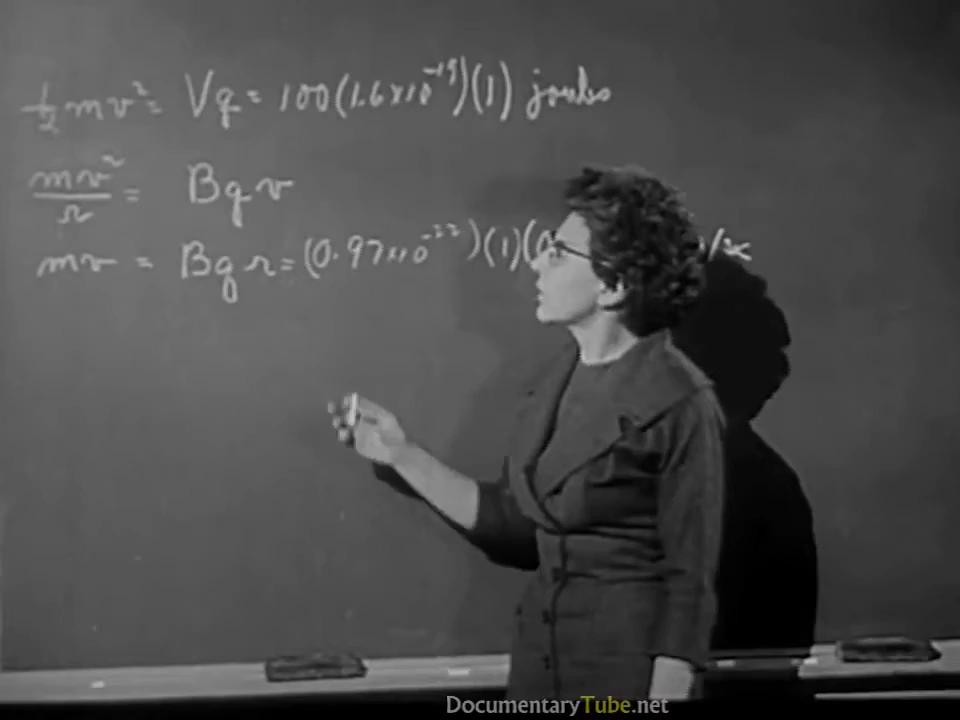 ½mv² = Vq = 100(1.6×10⁻¹⁹)(1) joules
mv²/r = Bqv
mv = Bqr = (0.97×10⁻²²)(1)(0
DocumentaryTube.net